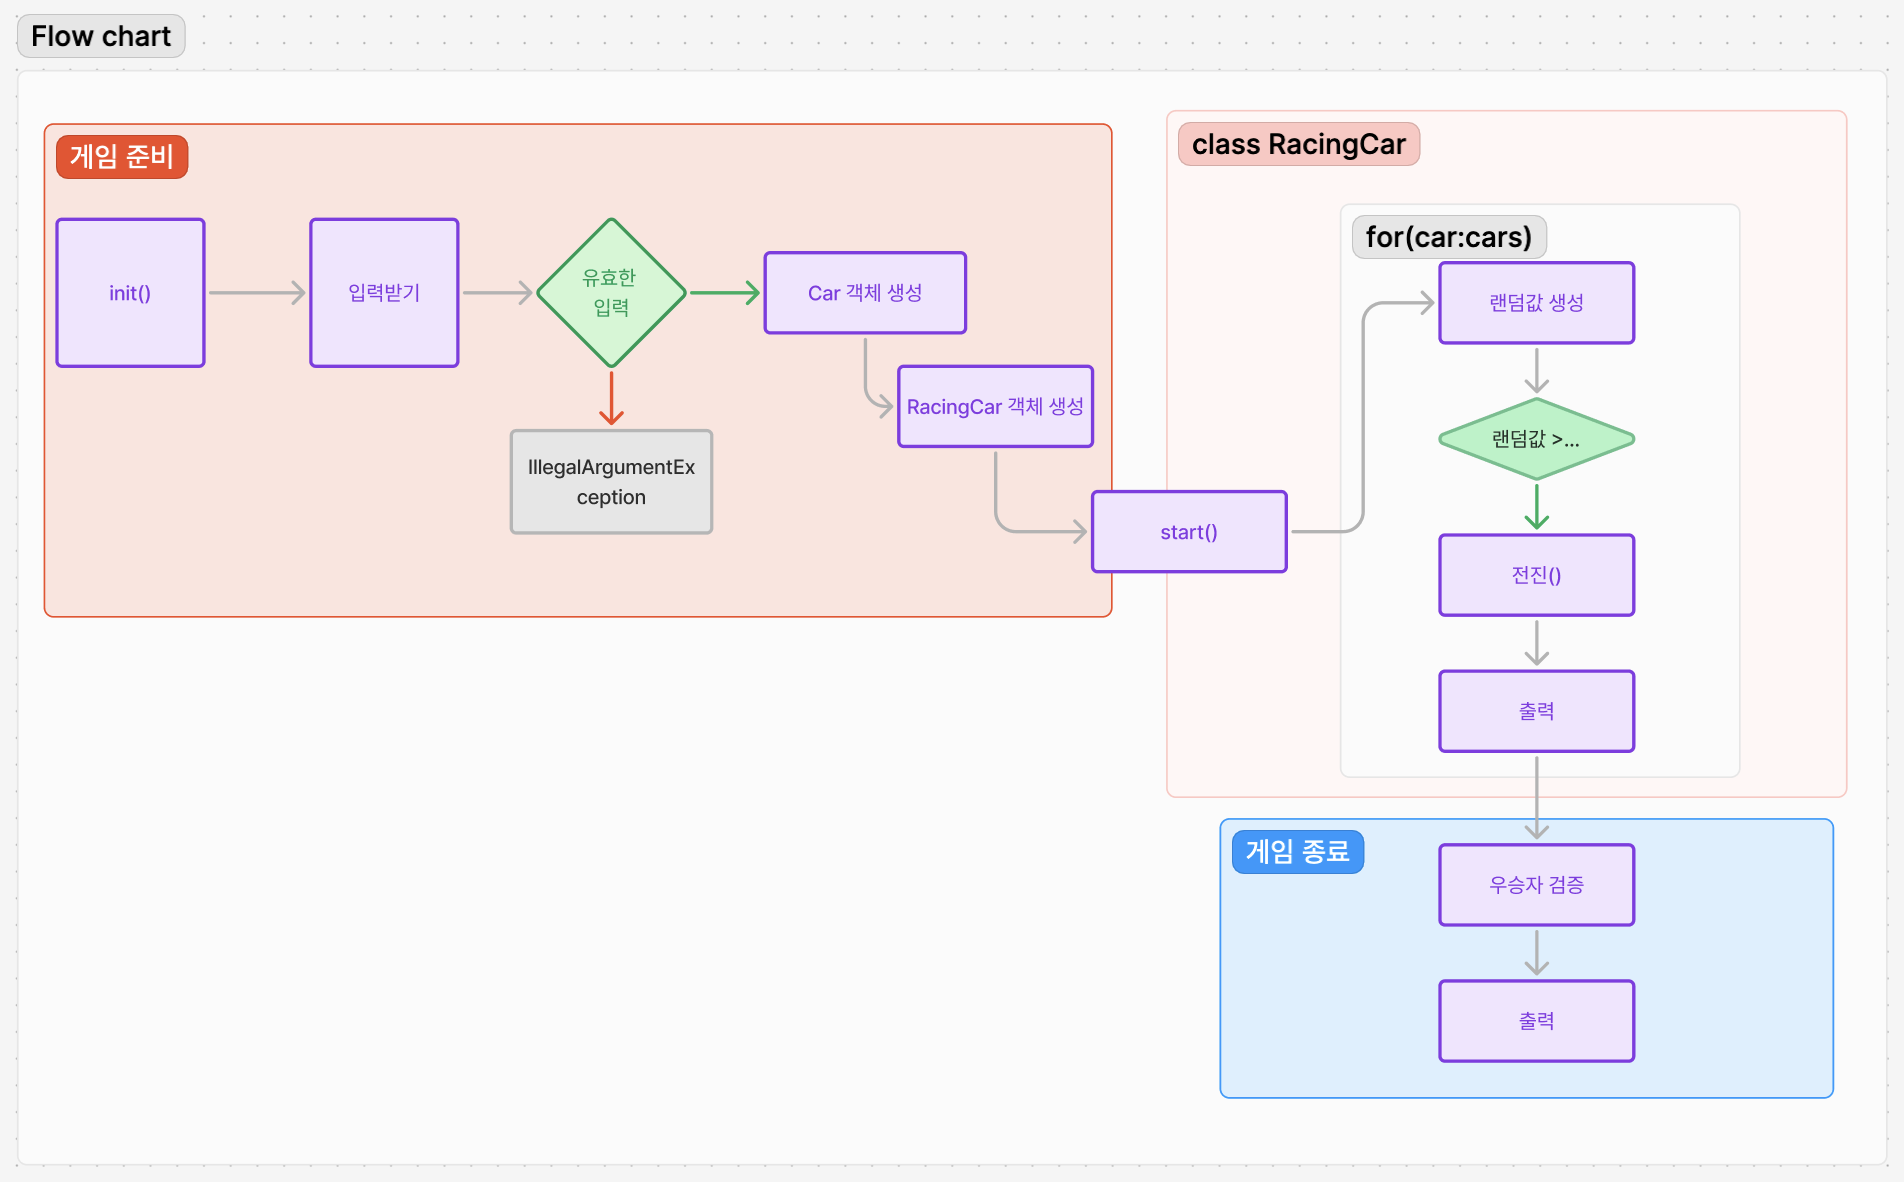 Flow chart
게임 준비
init()
입력받기
유효한
입력
Car 객체 생성
RacingCar 객체 생성
IllegalArgumentEx
ception
start()
class RacingCar
for(car:cars)
랜덤값 생성
랜덤값 >...
전진()
출력
게임 종료
우승자 검증
출력